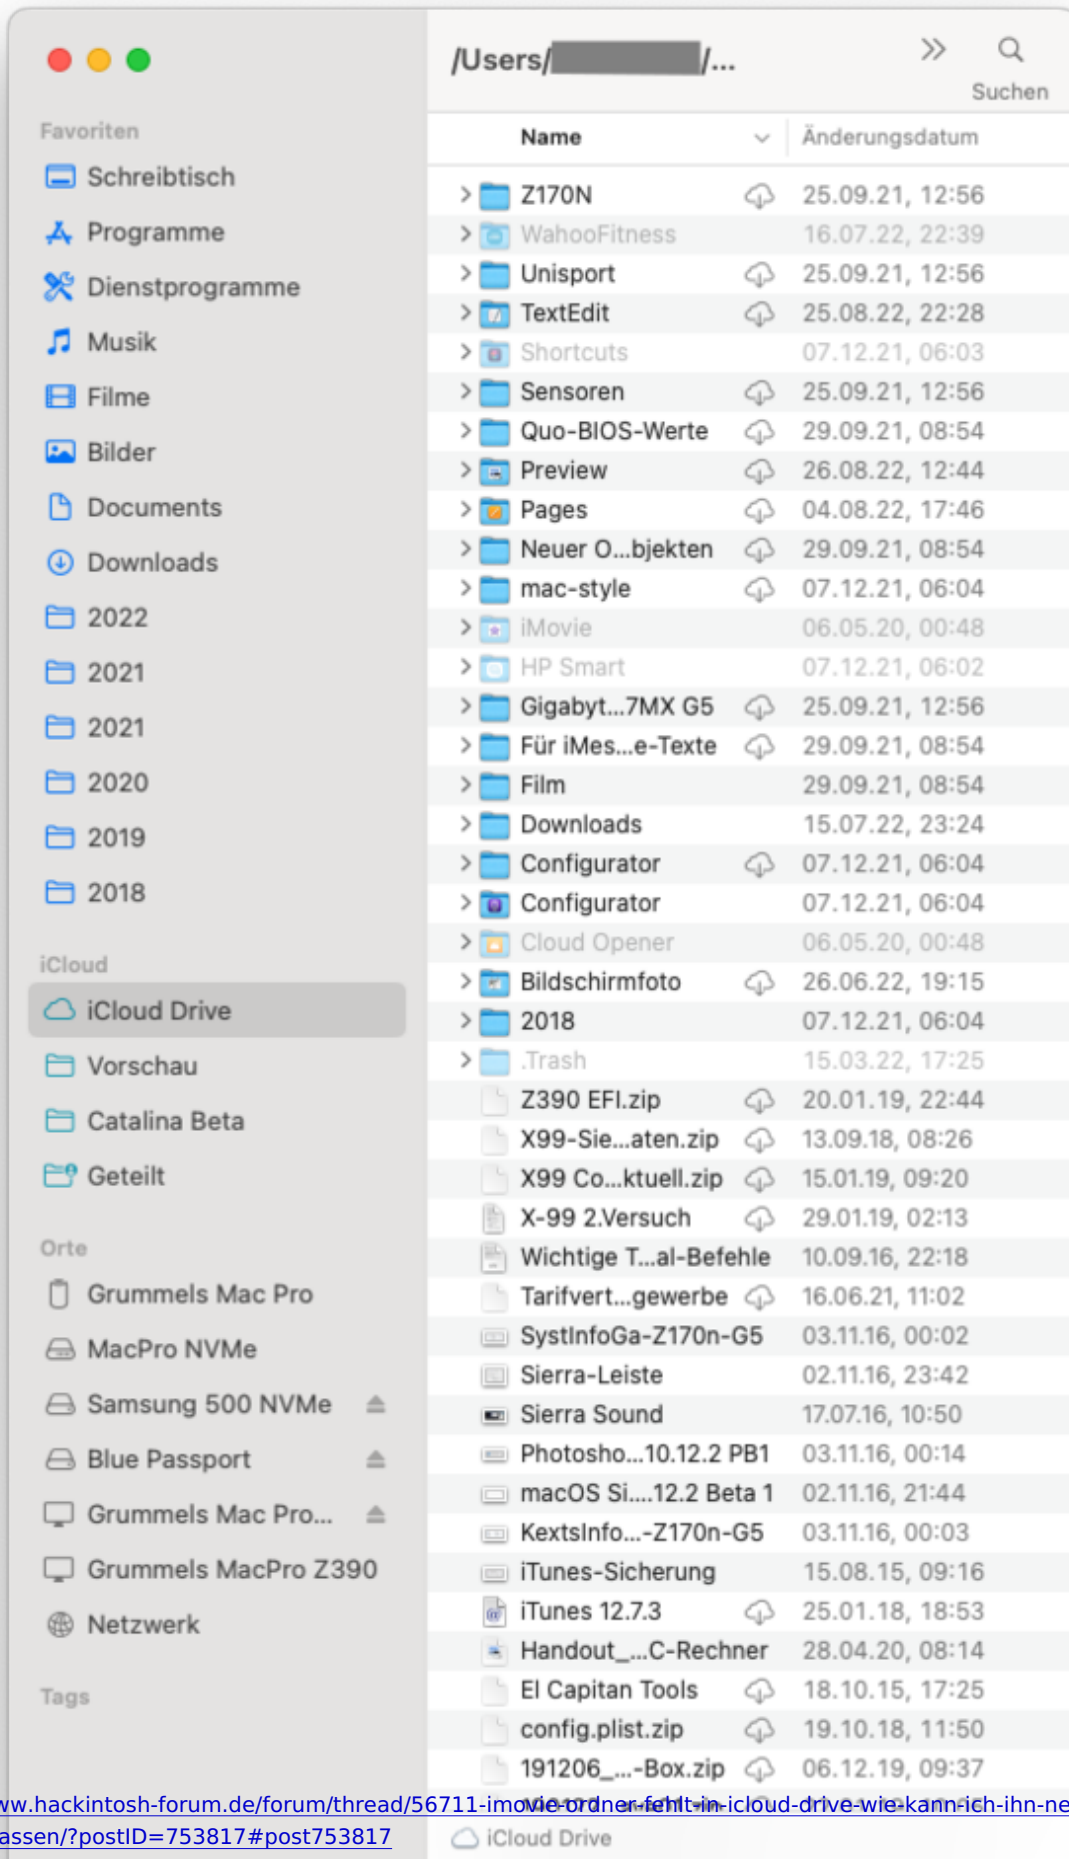 /Users/ /...
Suchen
Favoriten
Schreibtisch
Programme
Dienstprogramme
Musik
Filme
Bilder
Documents
Downloads
2022
2021
2021
2020
2019
2018
iCloud
iCloud Drive
Vorschau
Catalina Beta
Geteilt
Orte
Grummels Mac Pro
MacPro NVMe
Samsung 500 NVMe
Blue Passport
Grummels Mac Pro...
Grummels MacPro Z390
Netzwerk
Tags
Name Änderungsdatum
Z170N 25.09.21, 12:56
WahooFitness 16.07.22, 22:39
Unisport 25.09.21, 12:56
TextEdit 25.08.22, 22:28
Shortcuts 07.12.21, 06:03
Sensoren 25.09.21, 12:56
Quo-BIOS-Werte 29.09.21, 08:54
Preview 26.08.22, 12:44
Pages 04.08.22, 17:46
Neuer O...bjekten 29.09.21, 08:54
mac-style 07.12.21, 06:04
iMovie 06.05.20, 00:48
HP Smart 07.12.21, 06:02
Gigabyt...7MX G5 25.09.21, 12:56
Für iMes...e-Texte 29.09.21, 08:54
Film 29.09.21, 08:54
Downloads 15.07.22, 23:24
Configurator 07.12.21, 06:04
Configurator 07.12.21, 06:04
Cloud Opener 06.05.20, 00:48
Bildschirmfoto 26.06.22, 19:15
2018 07.12.21, 06:04
.Trash 15.03.22, 17:25
Z390 EFI.zip 20.01.19, 22:44
X99-Sie...aten.zip 13.09.18, 08:26
X99 Co...ktuell.zip 15.01.19, 09:20
X-99 2.Versuch 29.01.19, 02:13
Wichtige T...al-Befehle 10.09.16, 22:18
Tarifvert...gewerbe 16.06.21, 11:02
SystInfoGa-Z170n-G5 03.11.16, 00:02
Sierra-Leiste 02.11.16, 23:42
Sierra Sound 17.07.16, 10:50
Photosho...10.12.2 PB1 03.11.16, 00:14
macOS Si....12.2 Beta 1 02.11.16, 21:44
KextsInfo...-Z170n-G5 03.11.16, 00:03
iTunes-Sicherung 15.08.15, 09:16
iTunes 12.7.3 25.01.18, 18:53
Handout_...C-Rechner 28.04.20, 08:14
El Capitan Tools 18.10.15, 17:25
config.plist.zip 19.10.18, 11:50
191206_...-Box.zip 06.12.19, 09:37
ww.hackintosh-forum.de/forum/thread/56711-imovie-ordner-fehlt-in-icloud-drive-wie-kann-ich-ihn-ne
assen/?postID=753817#post753817
iCloud Drive